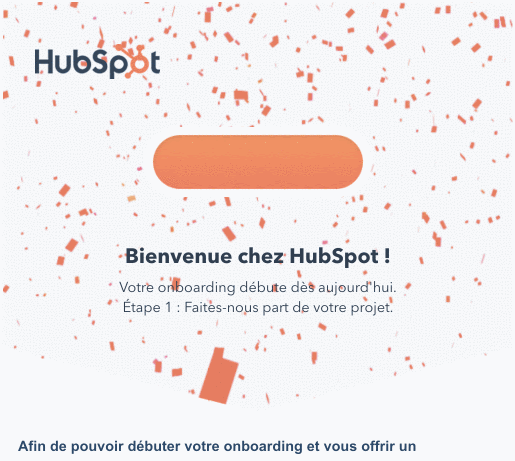 HubSpot
Bienvenue chez HubSpot !
Votre onboarding débute dès aujourd'hui.
Étape 1 : Faites-nous part de votre projet.
Afin de pouvoir débuter votre onboarding et vous offrir un